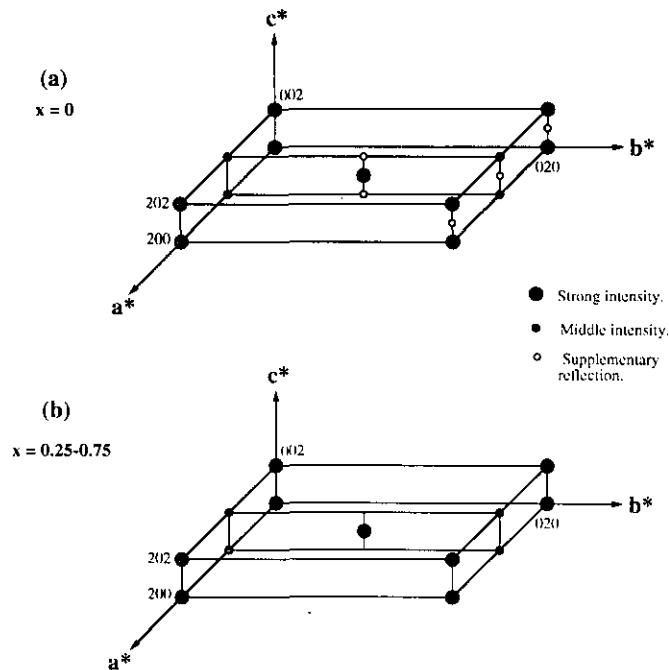 c*
(a)
x = 0
002
b*
020
202
200
a*
Strong intensity.
Middle intensity.
Supplementary
reflection.
c*
(b)
x = 0.25-0.75
002
b*
020
202
200
a*